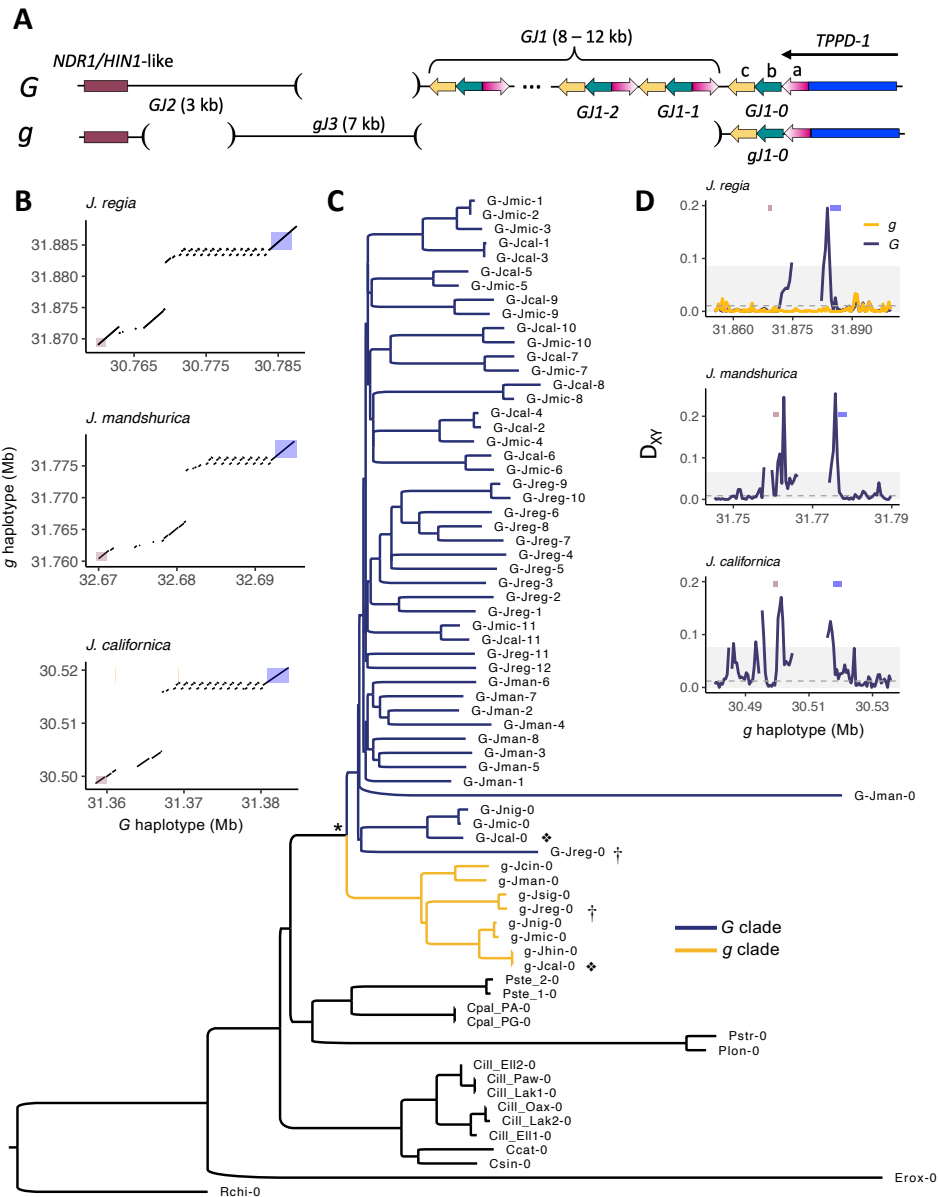 A
GJ1 (8 – 12 kb)
TPPD-1
NDR1/HIN1-like
c b a
G
...
GJ2 (3 kb)
GJ1-2
GJ1-1
GJ1-0
gJ3 (7 kb)
g
gJ1-0
B
J. regia
31.885
31.880
31.875
31.870
30.765 30.775 30.785
J. mandshurica
31.775
31.770
31.765
31.760
32.67 32.68 32.69
J. californica
30.52
30.51
30.50
31.36 31.37 31.38
g haplotype (Mb)
G haplotype (Mb)
C
G-Jmic-1
G-Jmic-2
G-Jmic-3
G-Jcal-1
G-Jcal-3
G-Jcal-5
G-Jmic-5
G-Jcal-9
G-Jmic-9
G-Jcal-10
G-Jmic-10
G-Jcal-7
G-Jmic-7
G-Jcal-8
G-Jmic-8
G-Jcal-4
G-Jcal-2
G-Jmic-4
G-Jcal-6
G-Jmic-6
G-Jreg-9
G-Jreg-10
G-Jreg-6
G-Jreg-8
G-Jreg-7
G-Jreg-4
G-Jreg-5
G-Jreg-3
G-Jreg-2
G-Jreg-1
G-Jmic-11
G-Jcal-11
G-Jreg-11
G-Jreg-12
G-Jman-6
G-Jman-7
G-Jman-2
G-Jman-4
G-Jman-8
G-Jman-3
G-Jman-5
G-Jman-1
G-Jman-0
G-Jnig-0
G-Jmic-0
G-Jcal-0 ❖
G-Jreg-0 †
*
g-Jcin-0
g-Jman-0
g-Jsig-0
g-Jreg-0 †
g-Jnig-0
g-Jmic-0
g-Jhin-0
g-Jcal-0 ❖
G clade
g clade
Pste_2-0
Pste_1-0
Cpal_PA-0
Cpal_PG-0
Pstr-0
Plon-0
Cill_Ell2-0
Cill_Paw-0
Cill_Lak1-0
Cill_Oax-0
Cill_Lak2-0
Cill_Ell1-0
Ccat-0
Csin-0
Erox-0
Rchi-0
D
J. regia
0.2
0.1
0.0
g
G
31.860 31.875 31.890
J. mandshurica
0.2
0.1
0.0
31.75 31.77 31.79
J. californica
0.2
0.1
0.0
30.49 30.51 30.53
DXY
g haplotype (Mb)